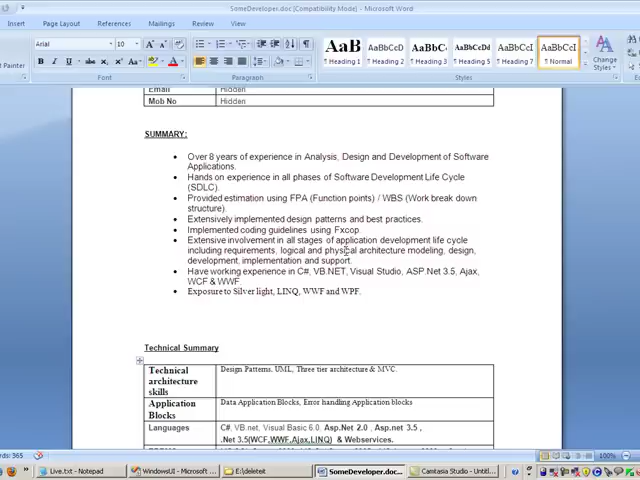 SomeDeveloper.doc [Compatibility Mode] - Microsoft Word
Insert Page Layout References Mailings Review View
Arial 10
Painter
AaB AaBbCcD AaBbCc AaBbCcDd AaBbCcD AaBbCcI
Heading 1 Heading 2 Heading 3 Heading 5 Heading 7 Normal
Change Styles
Font Paragraph Styles
Email Hidden
Mob No Hidden
SUMMARY:
Over 8 years of experience in Analysis, Design and Development of Software
Applications.
Hands on experience in all phases of Software Development Life Cycle
(SDLC).
Provided estimation using FPA (Function points) / WBS (Work break down
structure).
Extensively implemented design patterns and best practices.
Implemented coding guidelines using Fxcop.
Extensive involvement in all stages of application development life cycle
including requirements, logical and physical architecture modeling, design,
development, implementation and support.
Have working experience in C#, VB.NET, Visual Studio, ASP.Net 3.5, Ajax,
WCF & WWF.
Exposure to Silver light, LINQ, WWF and WPF.
Technical Summary
Technical architecture skills Design Patterns, UML, Three tier architecture & MVC.
Application Blocks Data Application Blocks, Error handling Application blocks
Languages C#, VB.net, Visual Basic 6.0, Asp.Net 2.0 , Asp.net 3.5 ,
.Net 3.5(WCF,WWF,Ajax,LINQ) & Webservices.
ords: 365 100%
Live.txt - Notepad WindowsUI - Microsoft ... E:\deleteit SomeDeveloper.doc... Camtasia Studio - Untitl...